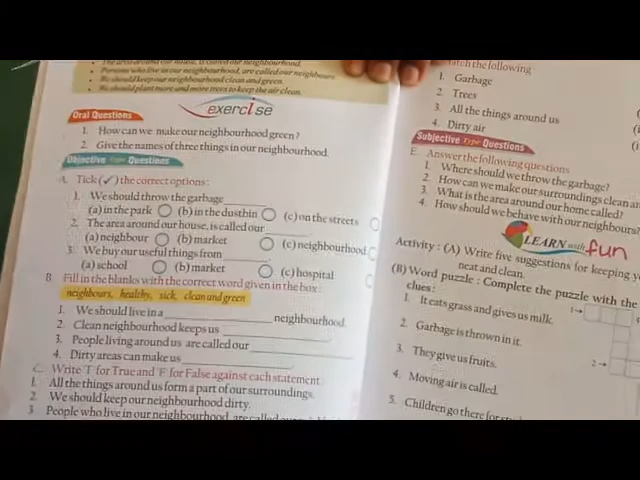 The area around our house, is called our neighbourhood.
Persons who live in our neighbourhood, are called our neighbours.
We should keep our neighbourhood clean and green.
We should plant more and more trees to keep the air clean.
exercise
Oral Questions
1. How can we make our neighbourhood green?
2. Give the names of three things in our neighbourhood.
Objective Type Questions
A. Tick (✓) the correct options:
1. We should throw the garbage
(a) in the park (b) in the dustbin (c) on the streets
2. The area around our house, is called our
(a) neighbour (b) market (c) neighbourhood
3. We buy our useful things from
(a) school (b) market (c) hospital
B Fill in the blanks with the correct word given in the box:
neighbours, healthy, sick, clean and green
1. We should live in a neighbourhood.
2. Clean neighbourhood keeps us
3. People living around us are called our
4. Dirty areas can make us
C. Write 'T' for True and 'F' for False against each statement
1. All the things around us form a part of our surroundings.
2. We should keep our neighbourhood dirty.
3. People who live in our neighbourhood, are called our
the following
1. Garbage
2. Trees
3. All the things around us
4. Dirty air
Subjective Type Questions
E. Answer the following questions
1. Where should we throw the garbage?
2. How can we make our surroundings clean
3. What is the area around our home called?
4. How should we behave with our neighbours?
LEARN with fun
Activity: (A) Write five suggestions for keeping
neat and clean.
(B) Word puzzle: Complete the puzzle with the
clues:
1. It eats grass and gives us milk.
2. Garbage is thrown in it.
3. They give us fruits.
4. Moving air is called.
5. Children go there for
1→
2→